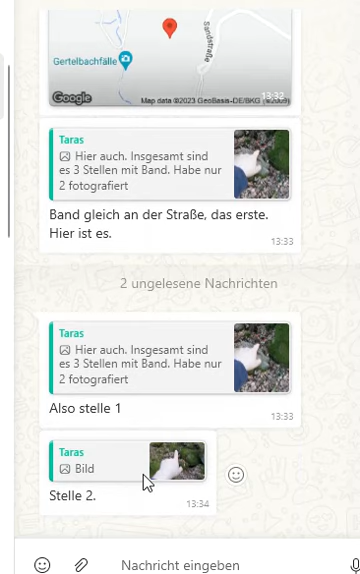 Sandstraße
Gertelbachfälle
13:32
Google
Map data ©2023 GeoBasis-DE/BKG (©2009)
Taras
Hier auch. Insgesamt sind
es 3 Stellen mit Band. Habe nur
2 fotografiert
Band gleich an der Straße, das erste.
Hier ist es.
13:33
2 ungelesene Nachrichten
Taras
Hier auch. Insgesamt sind
es 3 Stellen mit Band. Habe nur
2 fotografiert
Also stelle 1
13:33
Taras
Bild
Stelle 2.
13:34
Nachricht eingeben